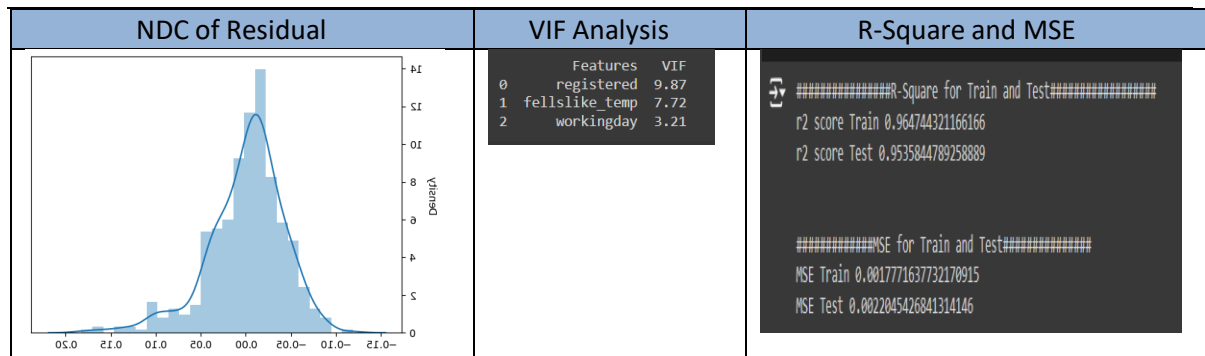 NDC of Residual
VIF Analysis
R-Square and MSE
14
12
10
8
6
4
2
0
Density
0.20 0.15 0.10 0.05 0.00 −0.05 −0.10 −0.15
Features VIF
0 registered 9.87
1 fellslike_temp 7.72
2 workingday 3.21
################R-Square for Train and Test##################
r2 score Train 0.964744321166166
r2 score Test 0.9535844789258889
#############MSE for Train and Test###############
MSE Train 0.0017771637732170915
MSE Test 0.0022045426841314146